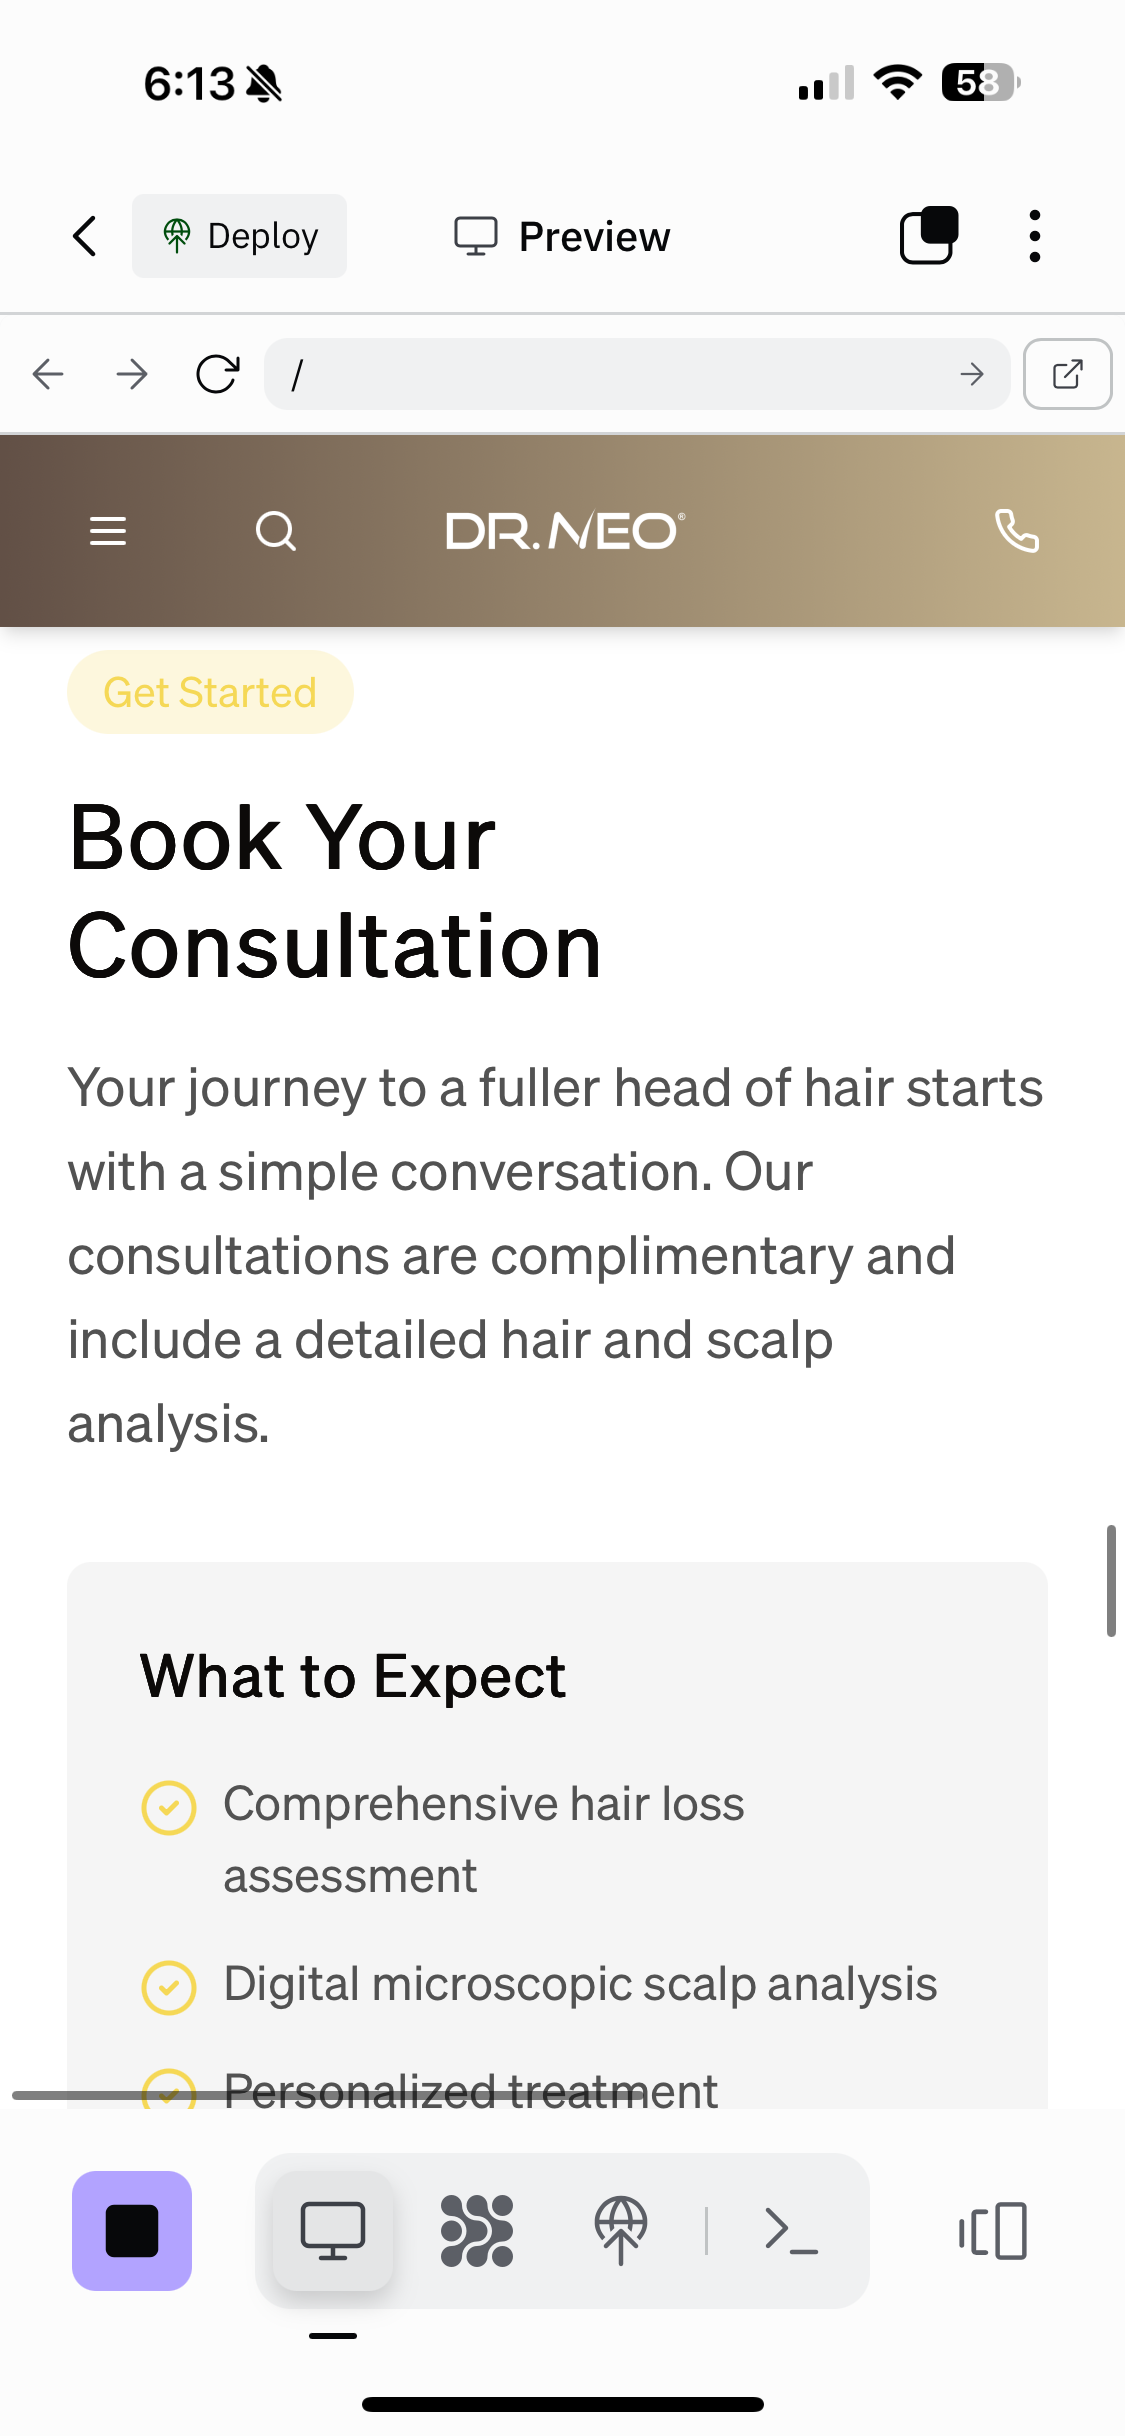 6:13
58
Deploy
Preview
/
DR.NEO®
Get Started
Book Your
Consultation
Your journey to a fuller head of hair starts
with a simple conversation. Our
consultations are complimentary and
include a detailed hair and scalp
analysis.
What to Expect
Comprehensive hair loss
assessment
Digital microscopic scalp analysis
Personalized treatment